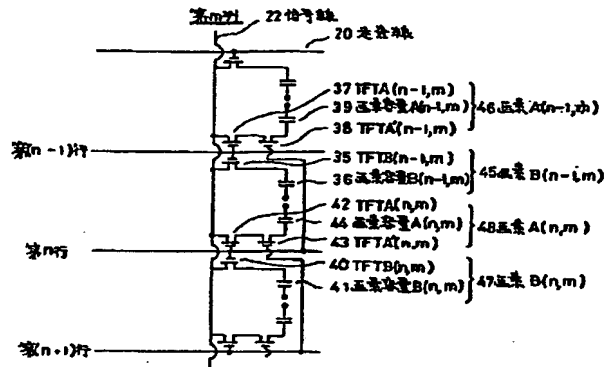 第m列
22 信号線
20 走査線
37 TFTA(n-1,m)
39 画素容量A(n-1,m)
46 画素A(n-1,m)
38 TFTA'(n-1,m)
第(n-1)行
35 TFTB(n-1,m)
36 画素容量B(n-1,m)
45 画素B(n-1,m)
42 TFTA(n,m)
44 画素容量A(n,m)
48 画素A(n,m)
43 TFTA'(n,m)
第n行
40 TFTB(n,m)
41 画素容量B(n,m)
47 画素B(n,m)
第(n+1)行